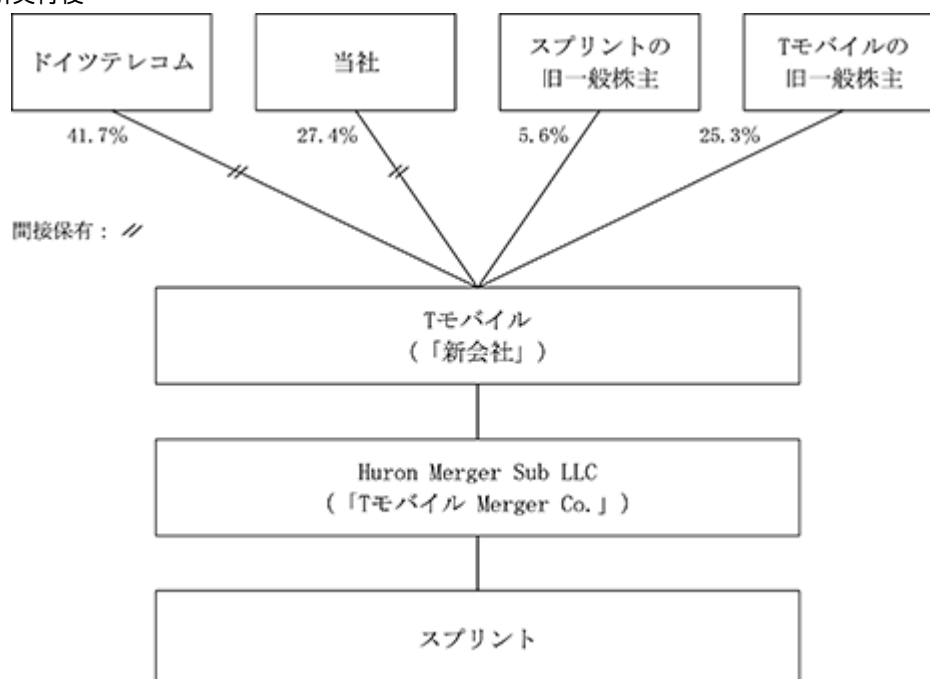 ドイツテレコム
当社
スプリントの
旧一般株主
Tモバイルの
旧一般株主
41.7%
27.4%
5.6%
25.3%
間接保有：
Tモバイル
(「新会社」)
Huron Merger Sub LLC
(「Tモバイル Merger Co.」)
スプリント